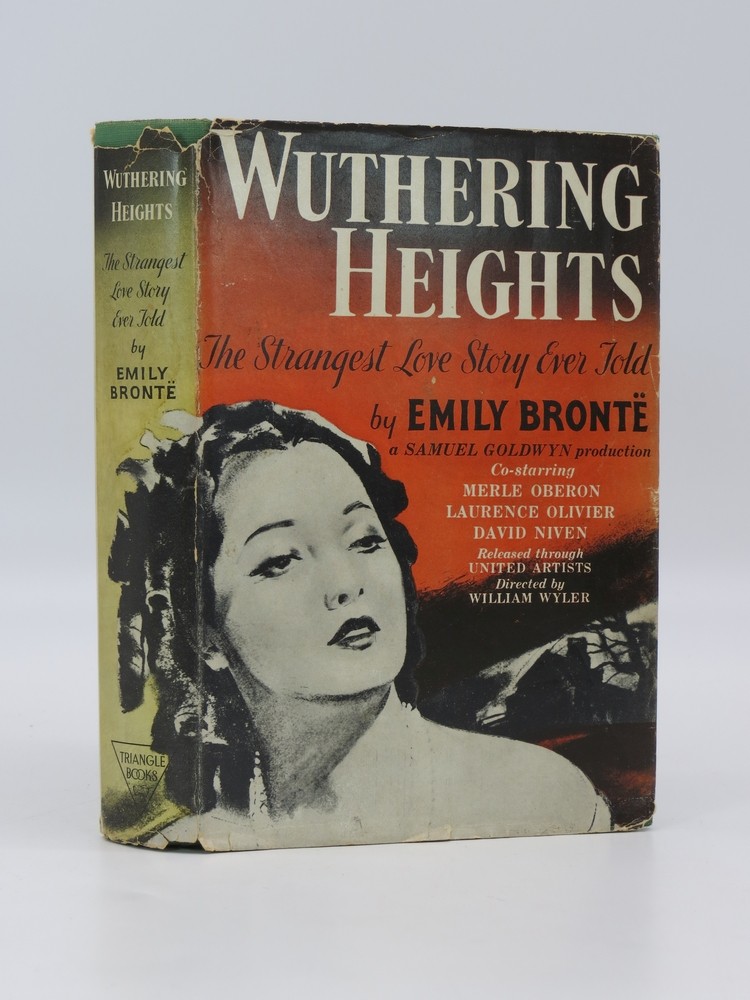 WUTHERING
HEIGHTS
The Strangest
Love Story
Ever Told
by
EMILY
BRONTË
TRIANGLE
BOOKS
WUTHERING
HEIGHTS
The Strangest Love Story Ever Told
by EMILY BRONTË
a SAMUEL GOLDWYN production
Co-starring
MERLE OBERON
LAURENCE OLIVIER
DAVID NIVEN
Released through
UNITED ARTISTS
Directed by
WILLIAM WYLER